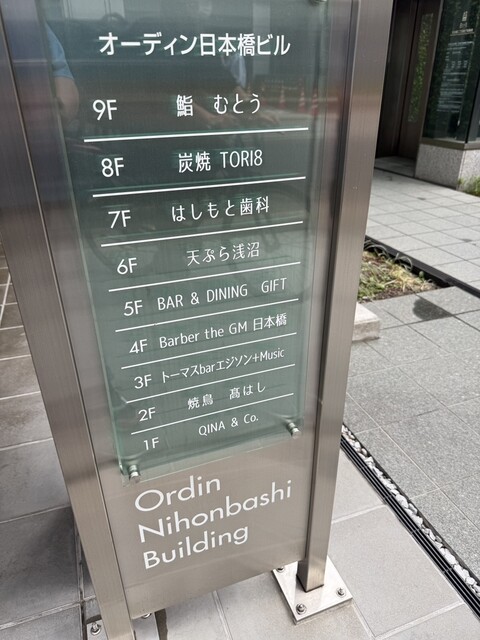 オーディン日本橋ビル
9F 鮨 むとう
8F 炭焼 TORI8
7F はしもと歯科
6F 天ぷら浅沼
5F BAR & DINING GIFT
4F Barber the GM 日本橋
3F トーマスbarエジソン+Music
2F 焼鳥 髙はし
1F QINA & Co.
Ordin
Nihonbashi
Building